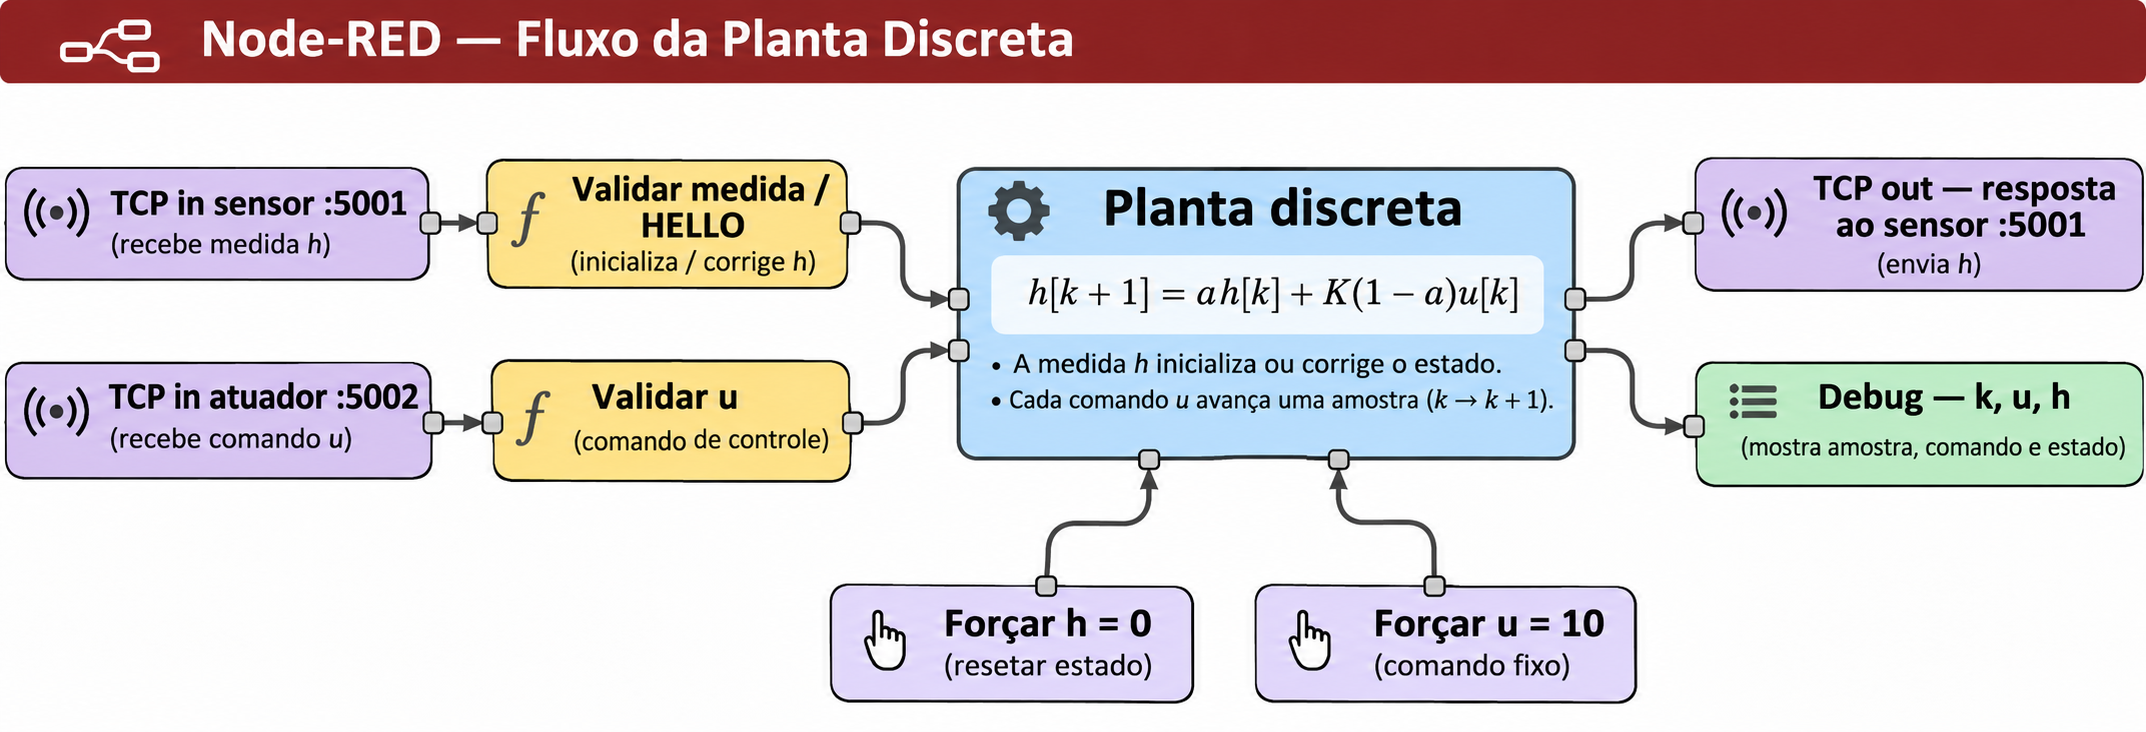 Node-RED — Fluxo da Planta Discreta
TCP in sensor :5001
(recebe medida h)
Validar medida /
HELLO
(inicializa / corrige h)
Planta discreta
h[k + 1] = ah[k] + K(1 − a)u[k]
• A medida h inicializa ou corrige o estado.
• Cada comando u avança uma amostra (k → k + 1).
TCP out — resposta
ao sensor :5001
(envia h)
TCP in atuador :5002
(recebe comando u)
Validar u
(comando de controle)
Debug — k, u, h
(mostra amostra, comando e estado)
Forçar h = 0
(resetar estado)
Forçar u = 10
(comando fixo)